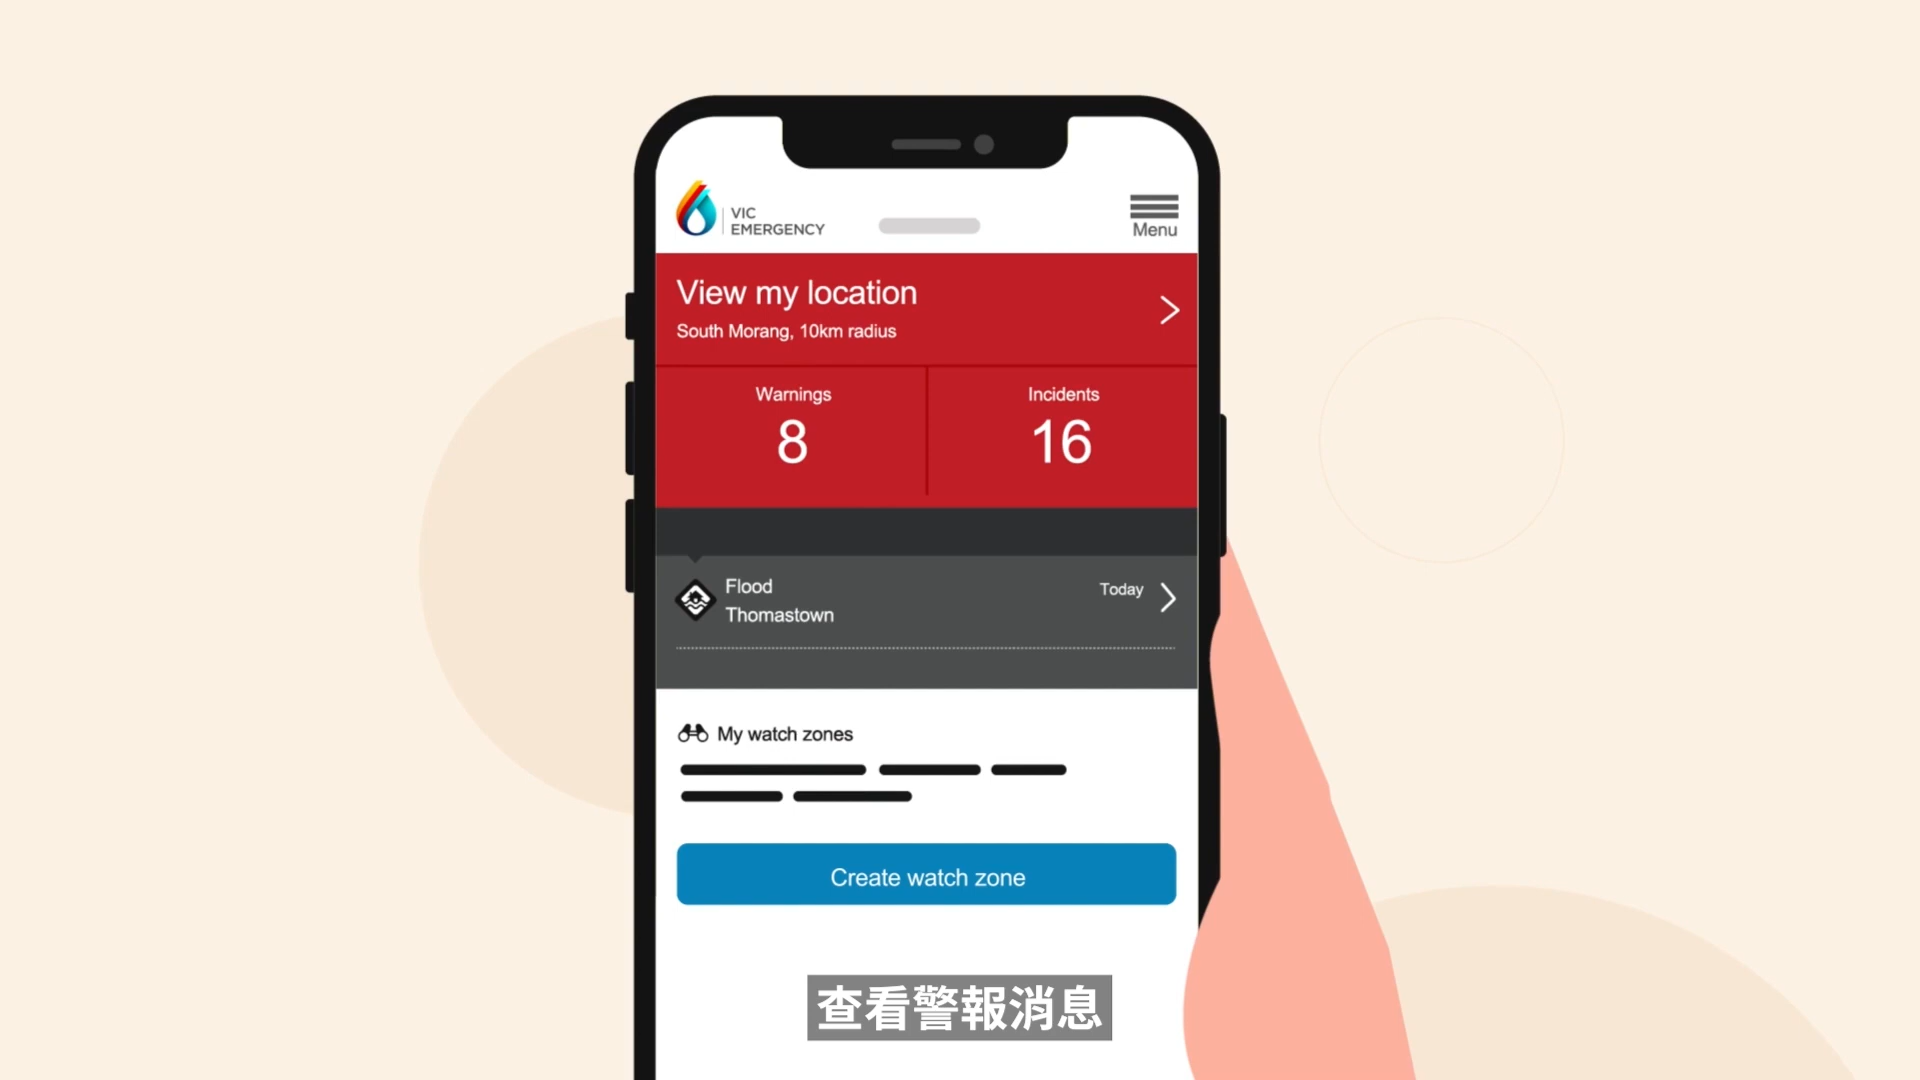 VIC
EMERGENCY
Menu
View my location
South Morang, 10km radius
Warnings
8
Incidents
16
Flood
Thomastown
Today
My watch zones
Create watch zone
查看警報消息